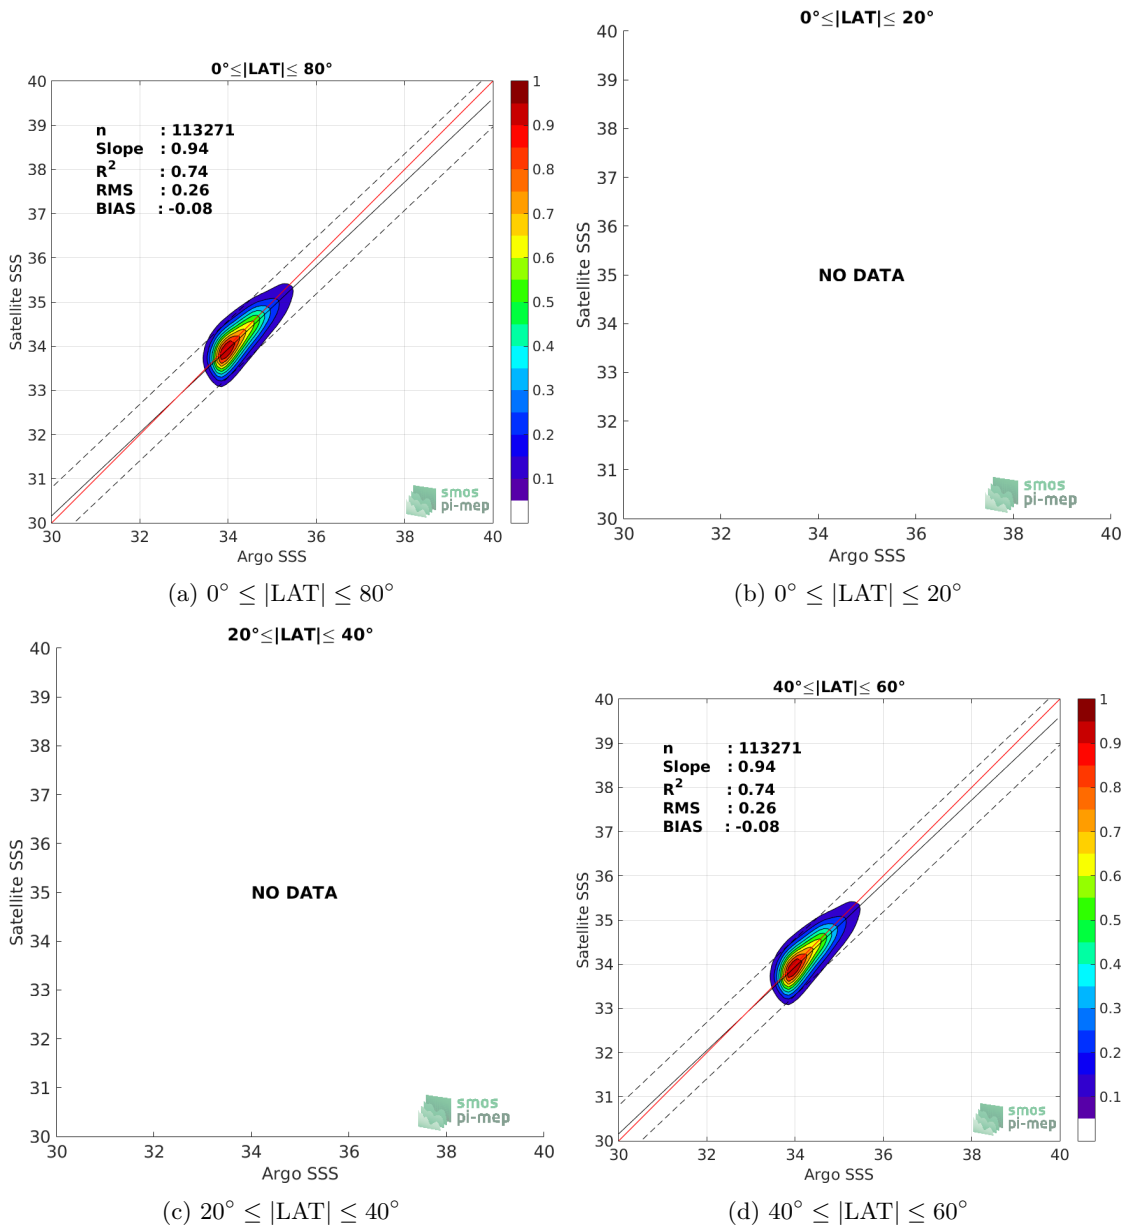 0°≤|LAT|≤ 80°
n : 113271
Slope : 0.94
R2 : 0.74
RMS : 0.26
BIAS : -0.08
40
39
38
37
36
35
34
33
32
31
30
30 32 34 36 38 40
Satellite SSS
Argo SSS
1
0.9
0.8
0.7
0.6
0.5
0.4
0.3
0.2
0.1
smos
pi-mep
(a) 0° ≤ |LAT| ≤ 80°
0°≤|LAT|≤ 20°
40
39
38
37
36
35
34
33
32
31
30
30 32 34 36 38 40
Satellite SSS
NO DATA
Argo SSS
smos
pi-mep
(b) 0° ≤ |LAT| ≤ 20°
20°≤|LAT|≤ 40°
40
39
38
37
36
35
34
33
32
31
30
30 32 34 36 38 40
Satellite SSS
NO DATA
Argo SSS
smos
pi-mep
(c) 20° ≤ |LAT| ≤ 40°
40°≤|LAT|≤ 60°
n : 113271
Slope : 0.94
R2 : 0.74
RMS : 0.26
BIAS : -0.08
40
39
38
37
36
35
34
33
32
31
30
30 32 34 36 38 40
Satellite SSS
Argo SSS
1
0.9
0.8
0.7
0.6
0.5
0.4
0.3
0.2
0.1
smos
pi-mep
(d) 40° ≤ |LAT| ≤ 60°